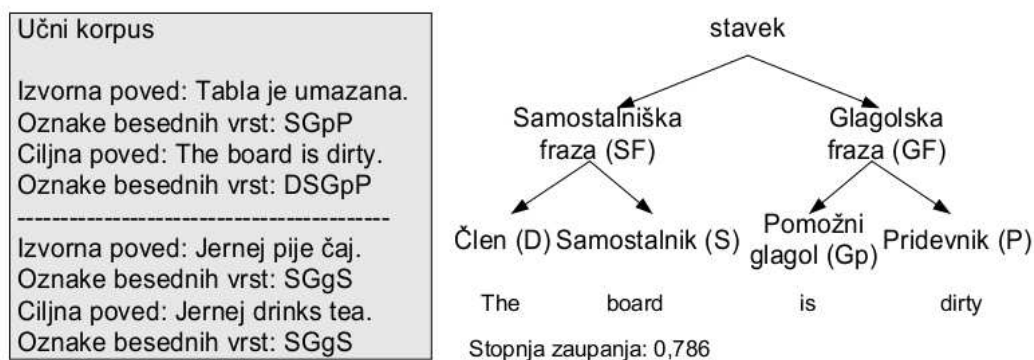 Učni korpus
Izvorna poved: Tabla je umazana.
Oznake besednih vrst: SGpP
Ciljna poved: The board is dirty.
Oznake besednih vrst: DSGpP
-------------------------------------------
Izvorna poved: Jernej pije čaj.
Oznake besednih vrst: SGgS
Ciljna poved: Jernej drinks tea.
Oznake besednih vrst: SGgS
stavek
Samostalniška
fraza (SF)
Glagolska
fraza (GF)
Člen (D)
Samostalnik (S)
Pomožni
glagol (Gp)
Pridevnik (P)
The board is dirty
Stopnja zaupanja: 0,786